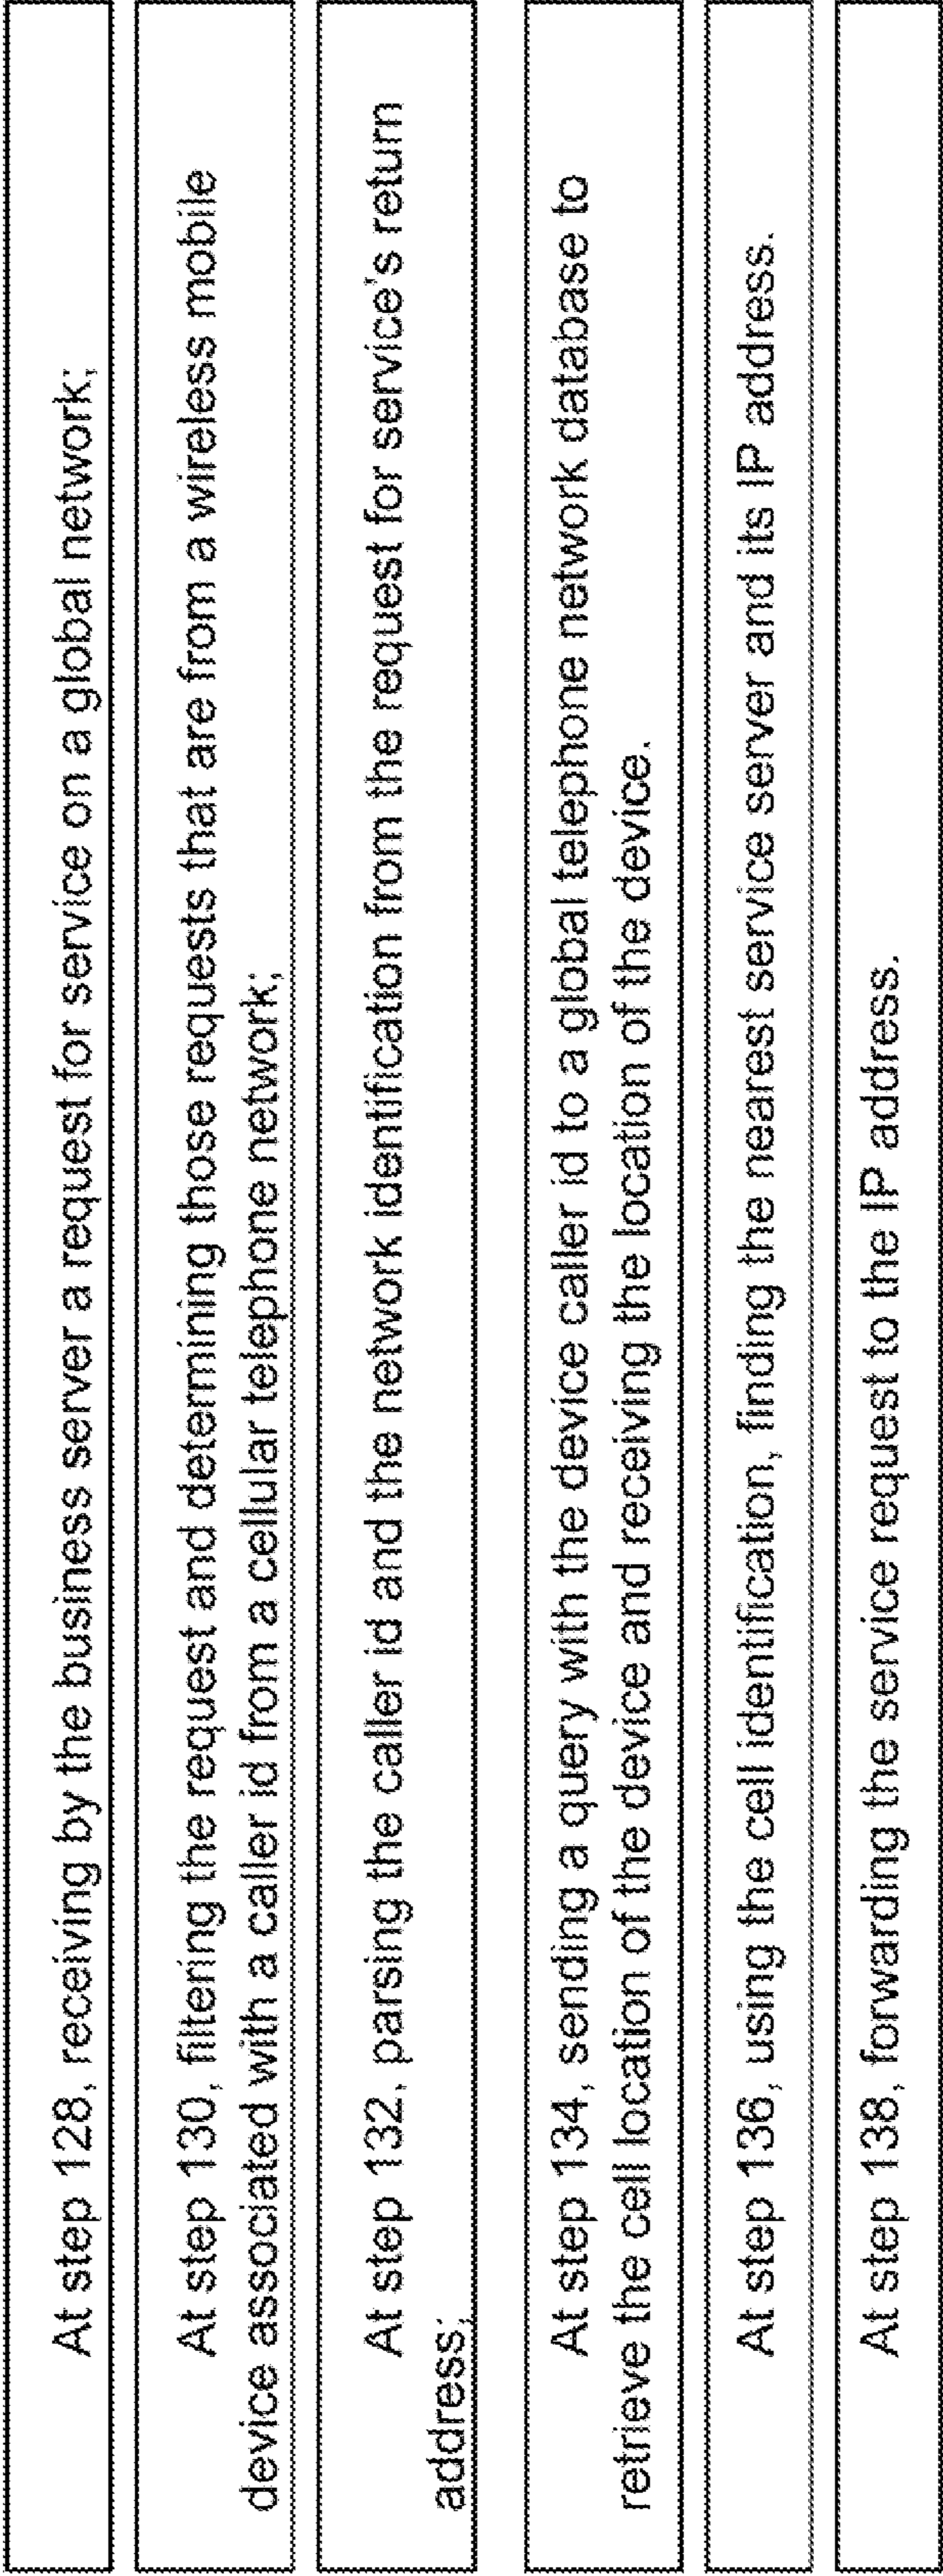 At step 128, receiving by the business server a request for service on a global network;
At step 130, filtering the request and determining those requests that are from a wireless mobile
device associated with a caller id from a cellular telephone network;
At step 132, parsing the caller id and the network identification from the request for service's return
address;
At step 134, sending a query with the device caller id to a global telephone network database to
retrieve the cell location of the device and receiving the location of the device.
At step 136, using the cell identification, finding the nearest service server and its IP address.
At step 138, forwarding the service request to the IP address.